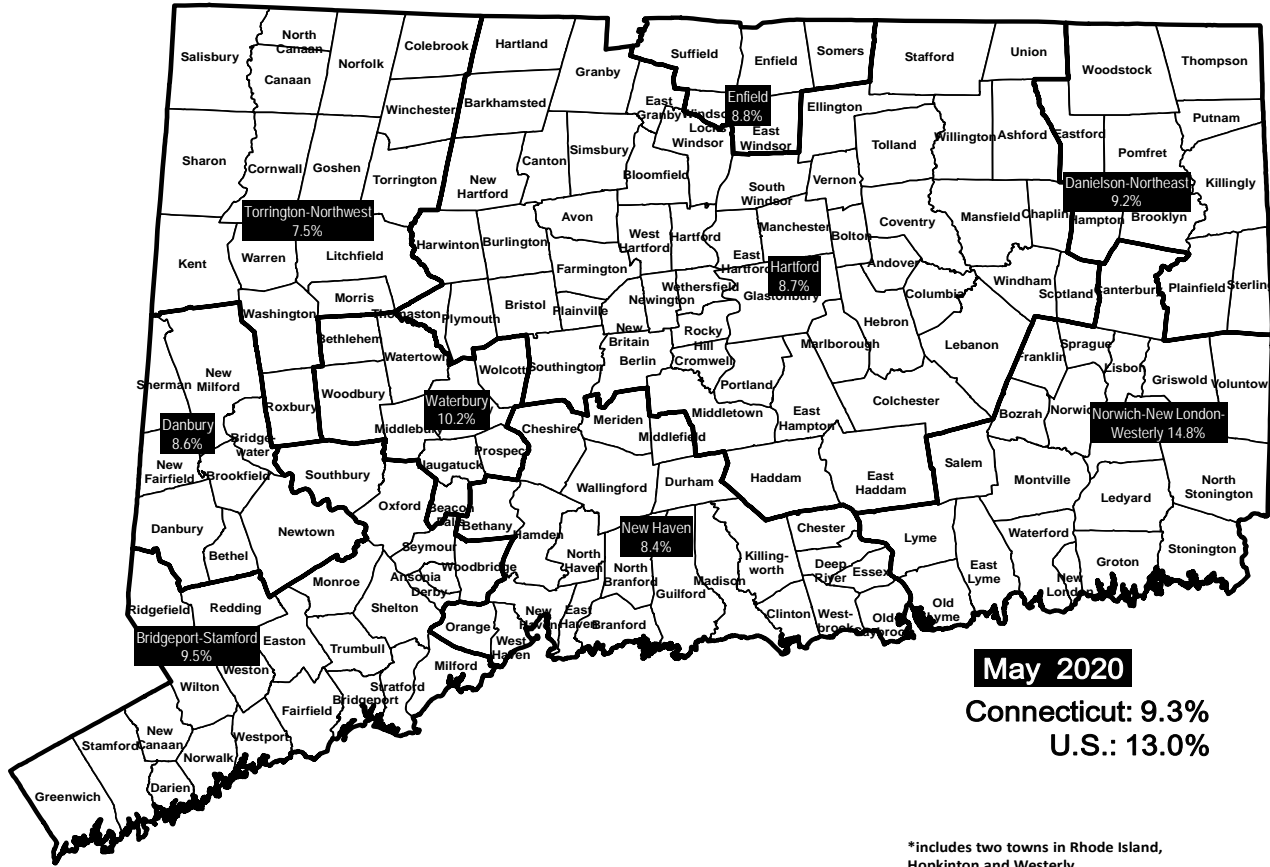 Salisbury
North
Canaan
Canaan
Norfolk
Colebrook
Hartland
Granby
Suffield
Enfield
Somers
Stafford
Union
Woodstock
Thompson
Winchester
Barkhamsted
East
Granby
Windsor
Locks
Enfield
8.8%
East
Windsor
Ellington
Willington
Ashford
Eastford
Putnam
Pomfret
Sharon
Cornwall
Goshen
Torrington
New
Hartford
Canton
Simsbury
Bloomfield
Windsor
South
Windsor
Vernon
Tolland
Danielson-Northeast
9.2%
Killingly
Torrington-Northwest
7.5%
Harwinton
Burlington
Avon
West
Hartford
Hartford
East
Hartford
Manchester
Bolton
Coventry
Mansfield
Chaplin
Hampton
Brooklyn
Kent
Warren
Litchfield
Farmington
Hartford
8.7%
Glastonbury
Andover
Columbia
Windham
Scotland
Canterbury
Plainfield
Sterling
Morris
Washington
Thomaston
Plymouth
Bristol
Plainville
Newington
Wethersfield
New
Britain
Rocky
Hill
Cromwell
Berlin
Marlborough
Hebron
Lebanon
Franklin
Sprague
Lisbon
Griswold
Voluntown
Sherman
New
Milford
Bethlehem
Watertown
Wolcott
Southington
Roxbury
Woodbury
Waterbury
10.2%
Middlebury
Portland
Middletown
East
Hampton
Colchester
Bozrah
Norwich
Norwich-New London-
Westerly 14.8%
Danbury
8.6%
Bridge-
water
New
Fairfield
Brookfield
Southbury
Naugatuck
Prospect
Cheshire
Meriden
Middlefield
Wallingford
Durham
Haddam
East
Haddam
Salem
Montville
Ledyard
North
Stonington
Danbury
Bethel
Newtown
Oxford
Beacon
Falls
Bethany
Hamden
North
Haven
New Haven
8.4%
North
Branford
Guilford
Madison
Killing-
worth
Chester
Deep
River
Essex
Lyme
East
Lyme
Waterford
New
London
Groton
Stonington
Seymour
Ansonia
Derby
Woodbridge
Monroe
Shelton
Ridgefield
Redding
Orange
West
Haven
New
Haven
East
Haven
Branford
Clinton
West-
brook
Old
Saybrook
Old
Lyme
Bridgeport-Stamford
9.5%
Easton
Trumbull
Weston
Wilton
Milford
Stratford
Bridgeport
Fairfield
Westport
Norwalk
New
Canaan
Stamford
Darien
Greenwich
May 2020
Connecticut: 9.3%
U.S.: 13.0%
*includes two towns in Rhode Island,
Hopkinton and Westerly